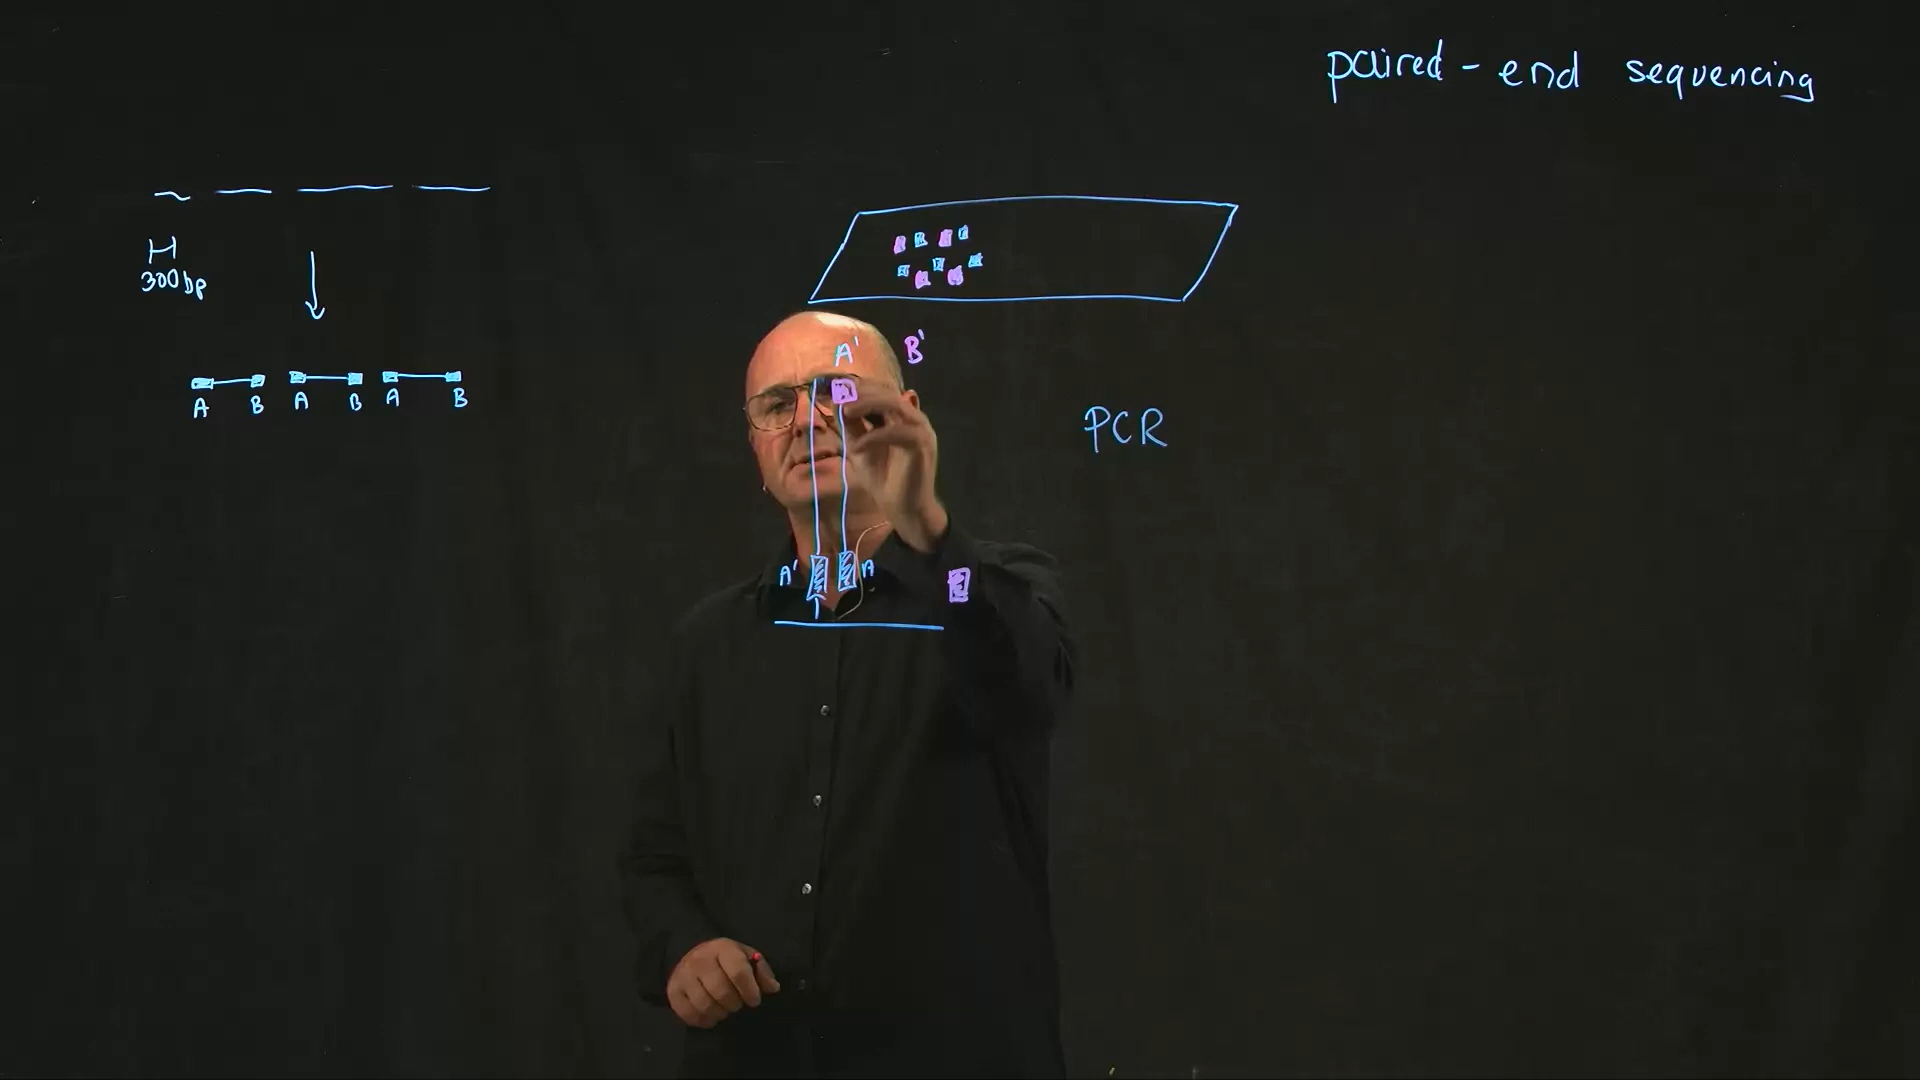 paired - end sequencing
300bp
A B A B A B
A' B'
PCR
A' A